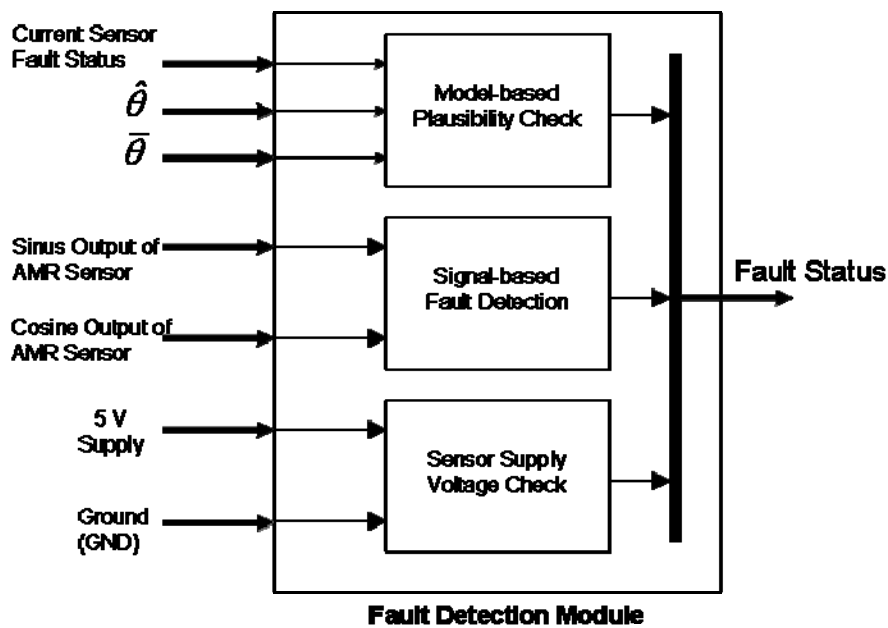 Current Sensor
Fault Status
θ̂
θ̅
Sinus Output of
AMR Sensor
Cosine Output of
AMR Sensor
5 V
Supply
Ground
(GND)
Model-based
Plausibility Check
Signal-based
Fault Detection
Sensor Supply
Voltage Check
Fault Status
Fault Detection Module